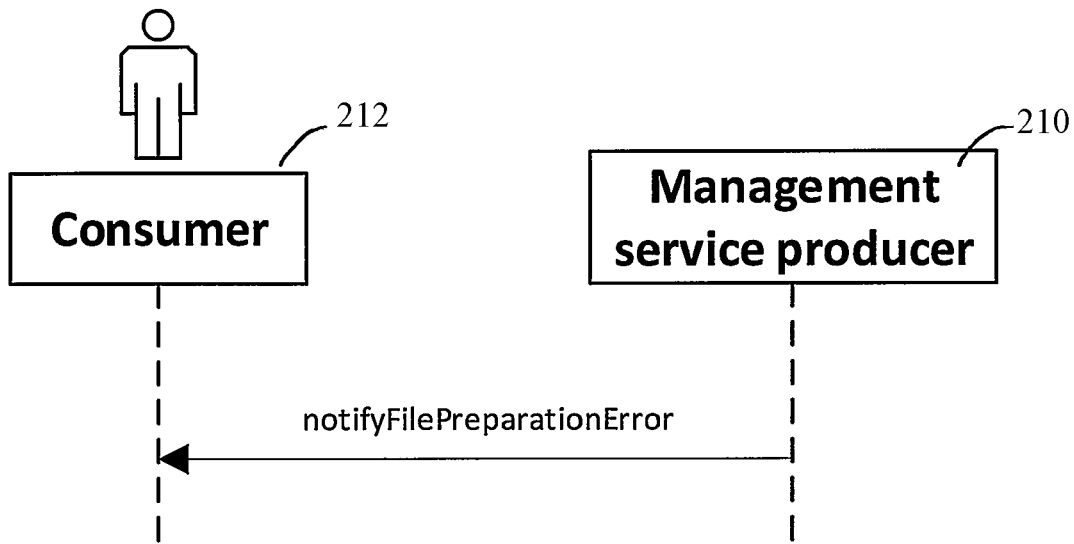 212
210
Consumer
Management
service producer
notifyFilePreparationError